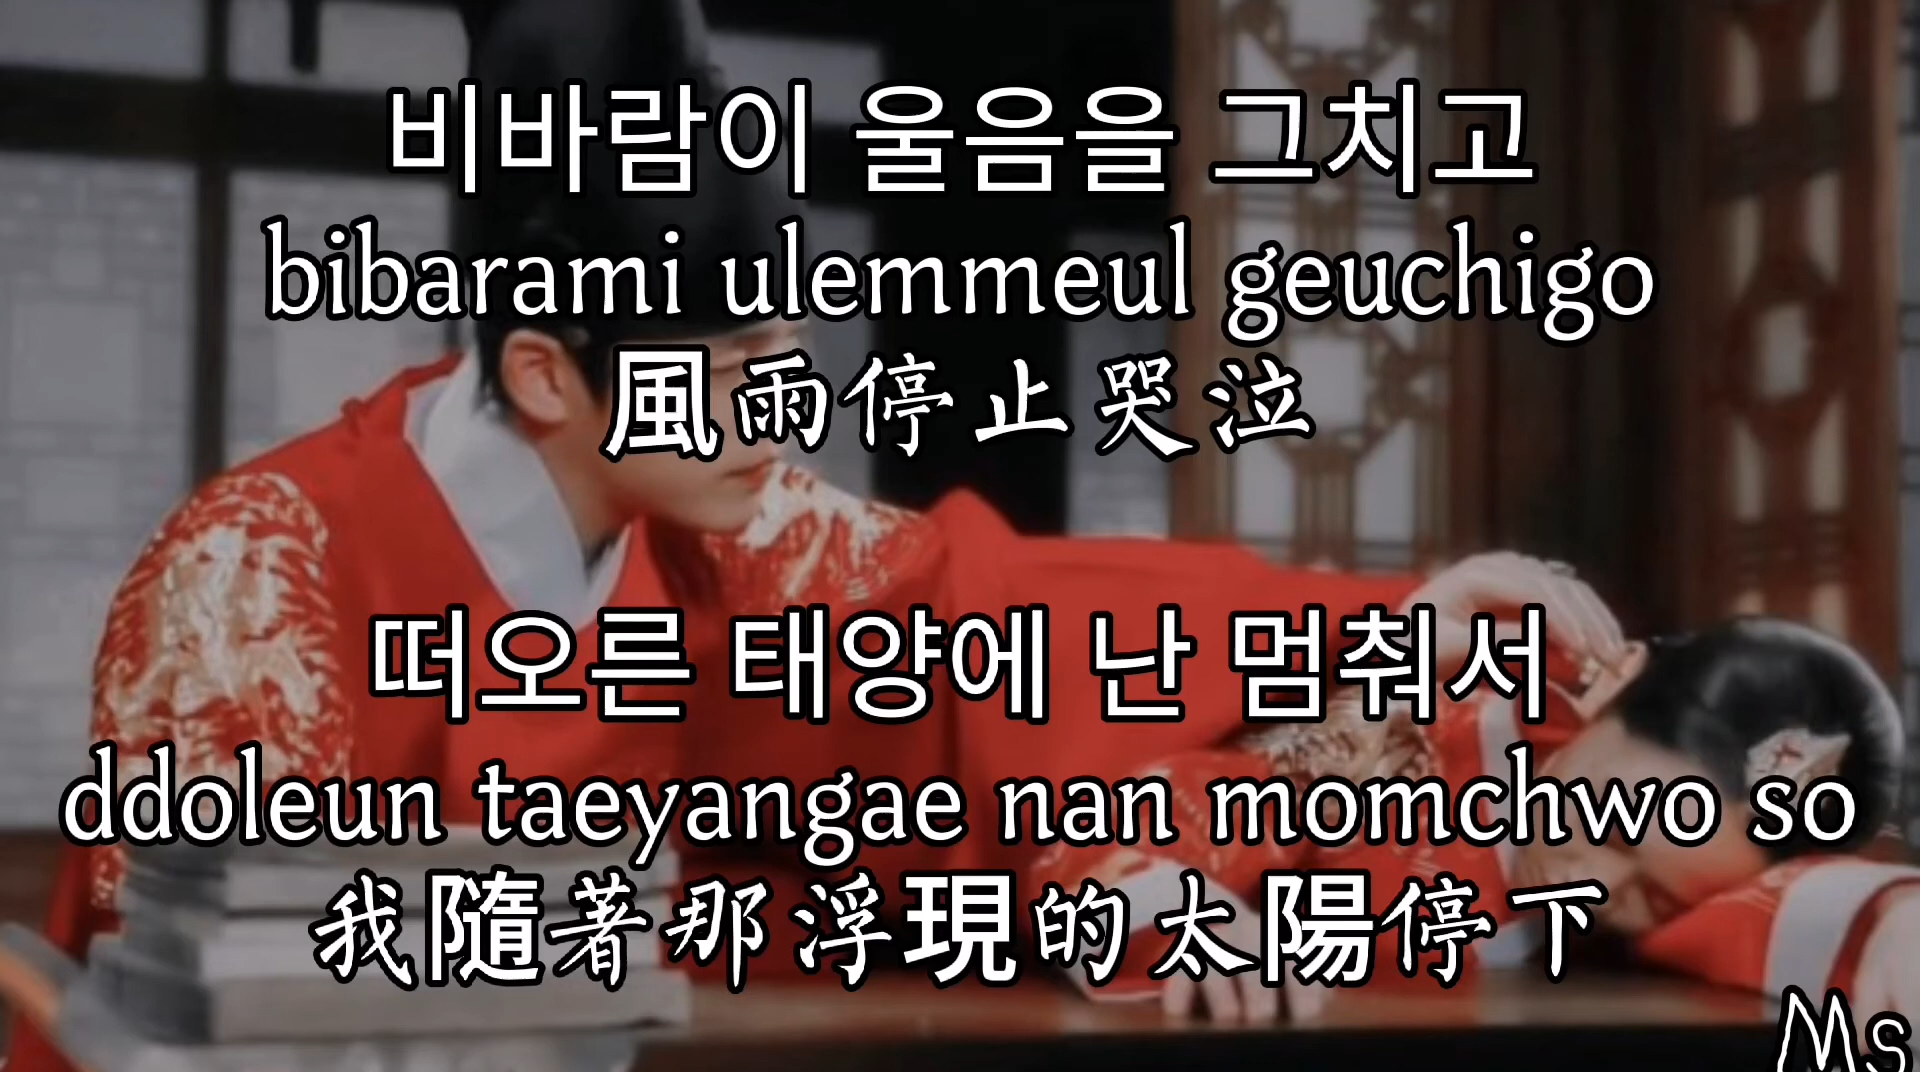 비바람이 울음을 그치고
bibarami ulemmeul geuchigo
風雨停止哭泣
떠오른 태양에 난 멈춰서
ddoleun taeyangae nan momchwo so
我隨著那浮現的太陽停下
Ms